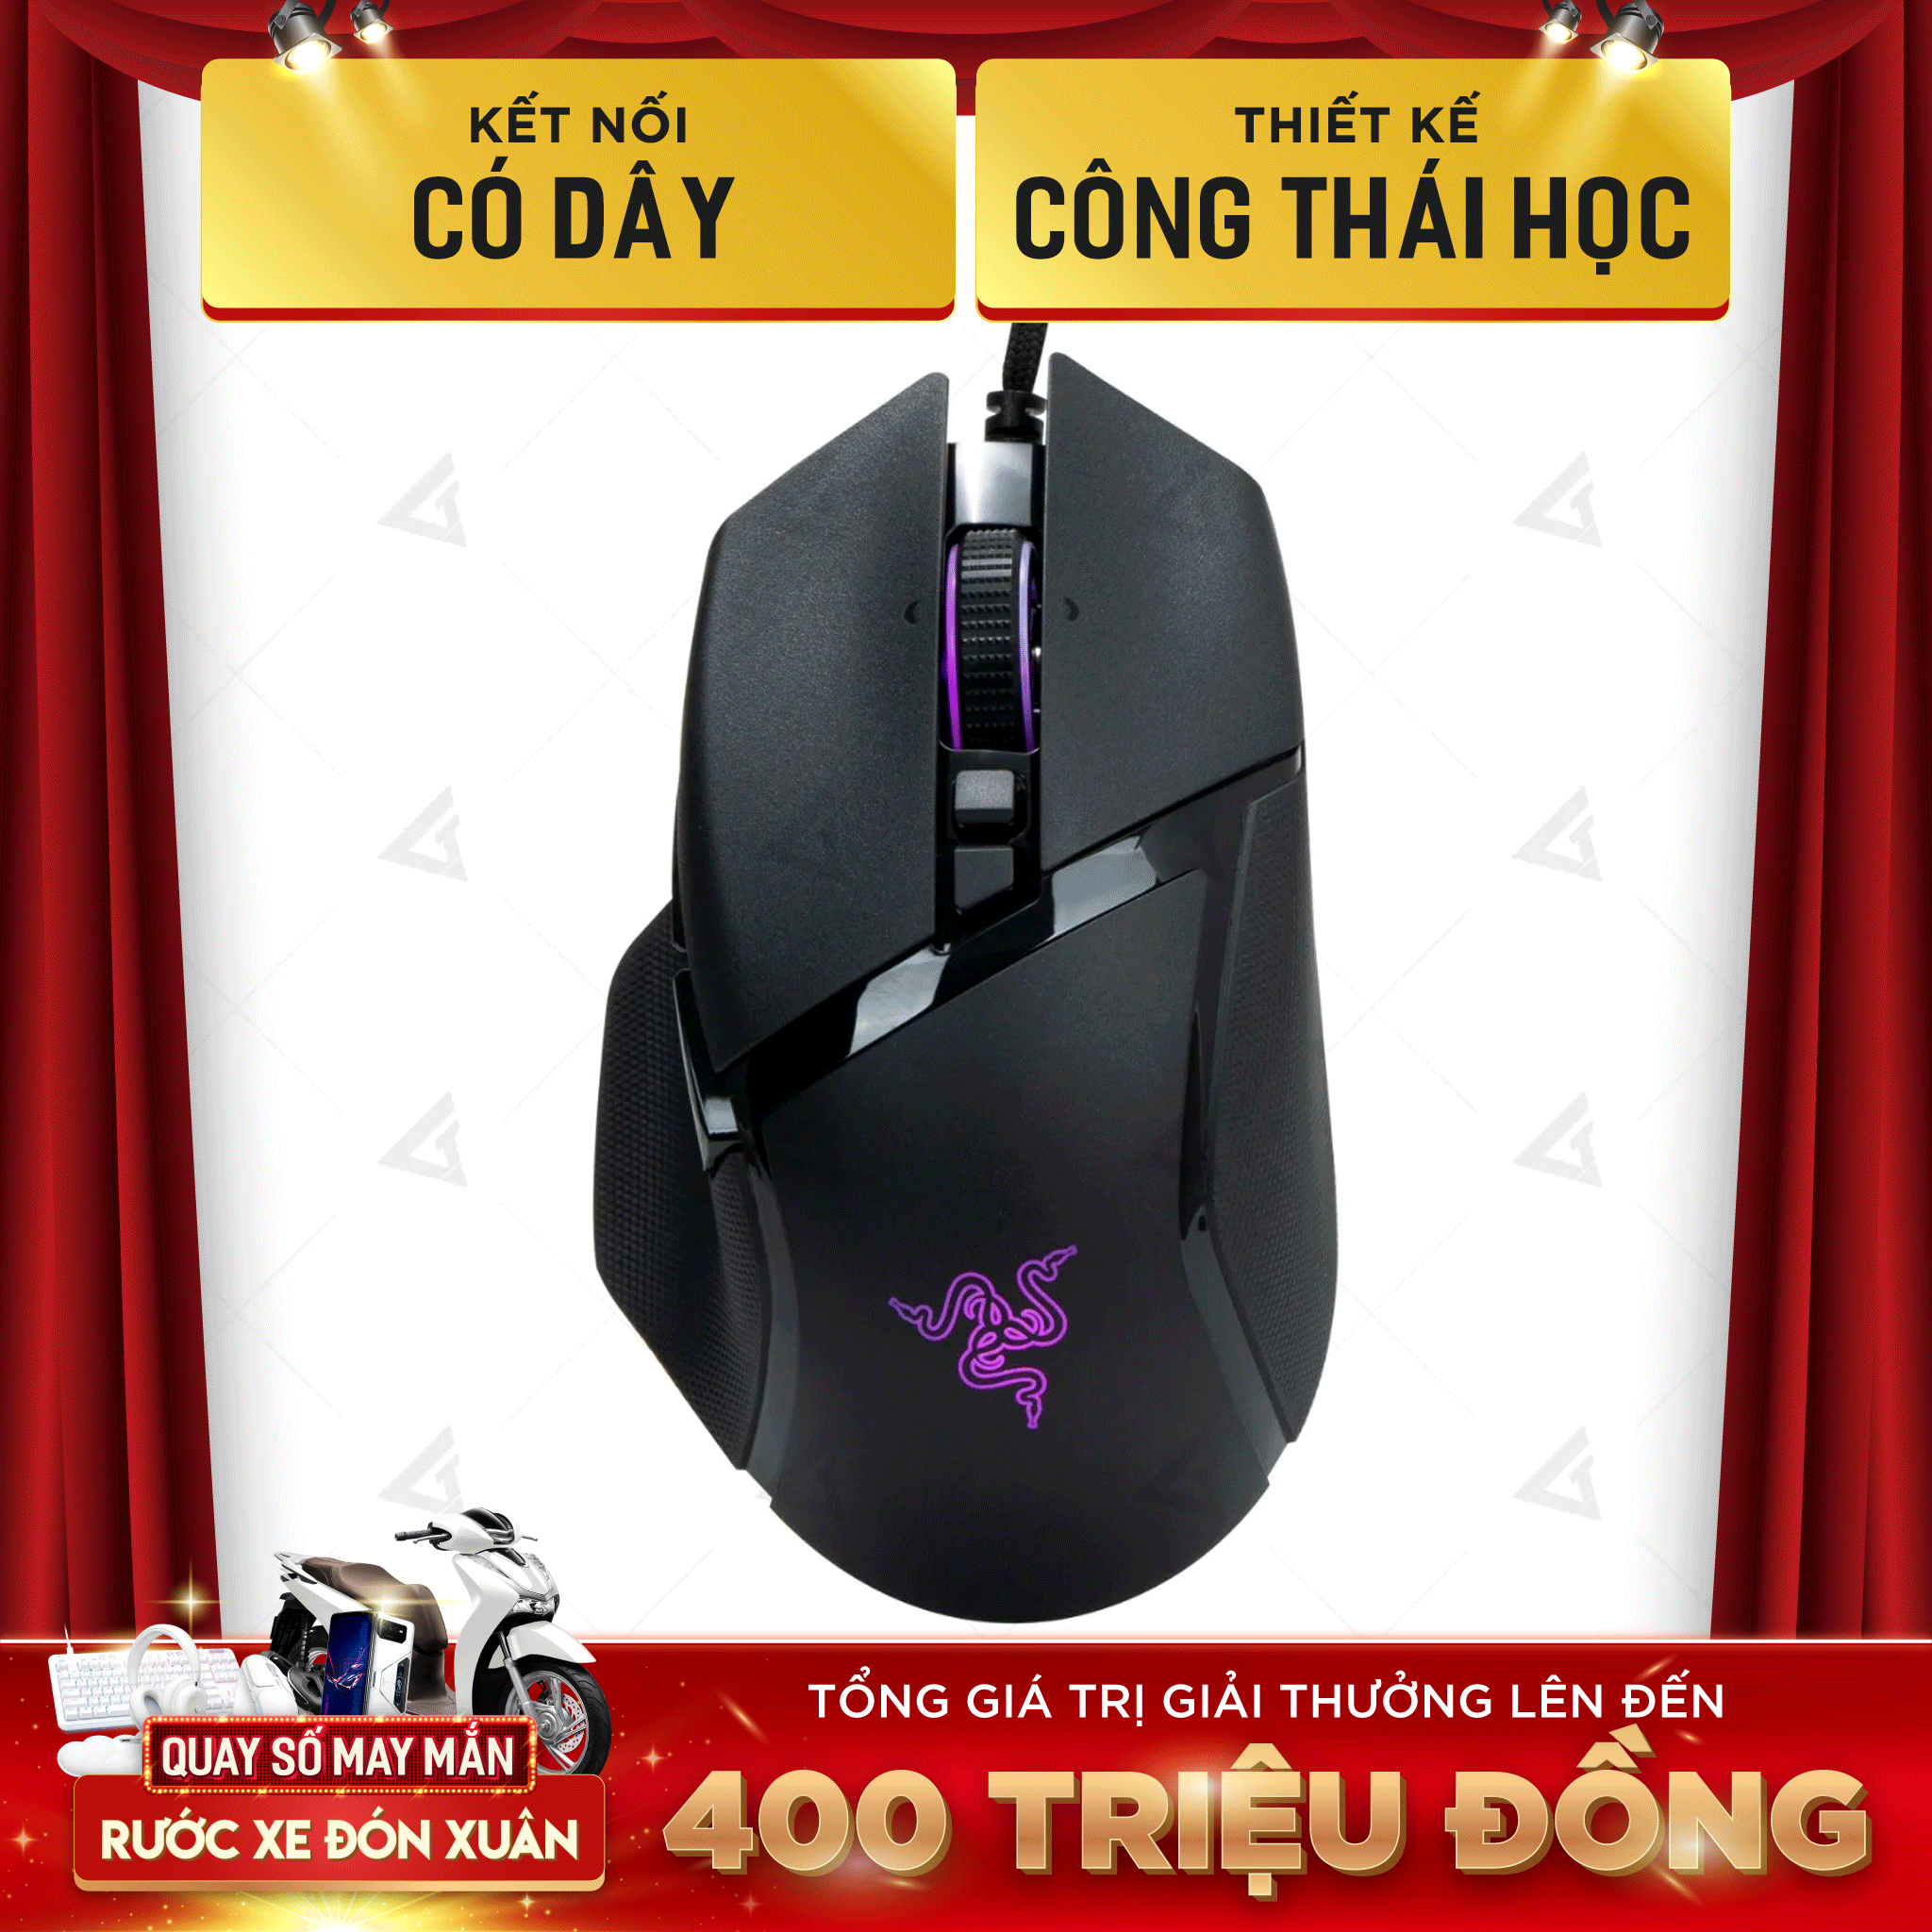 KẾT NỐI
CÓ DÂY
THIẾT KẾ
CÔNG THÁI HỌC
TỔNG GIÁ TRỊ GIẢI THƯỞNG LÊN ĐẾN
400 TRIỆU ĐỒNG
QUAY SỐ MAY MẮN
RƯỚC XE ĐÓN XUÂN